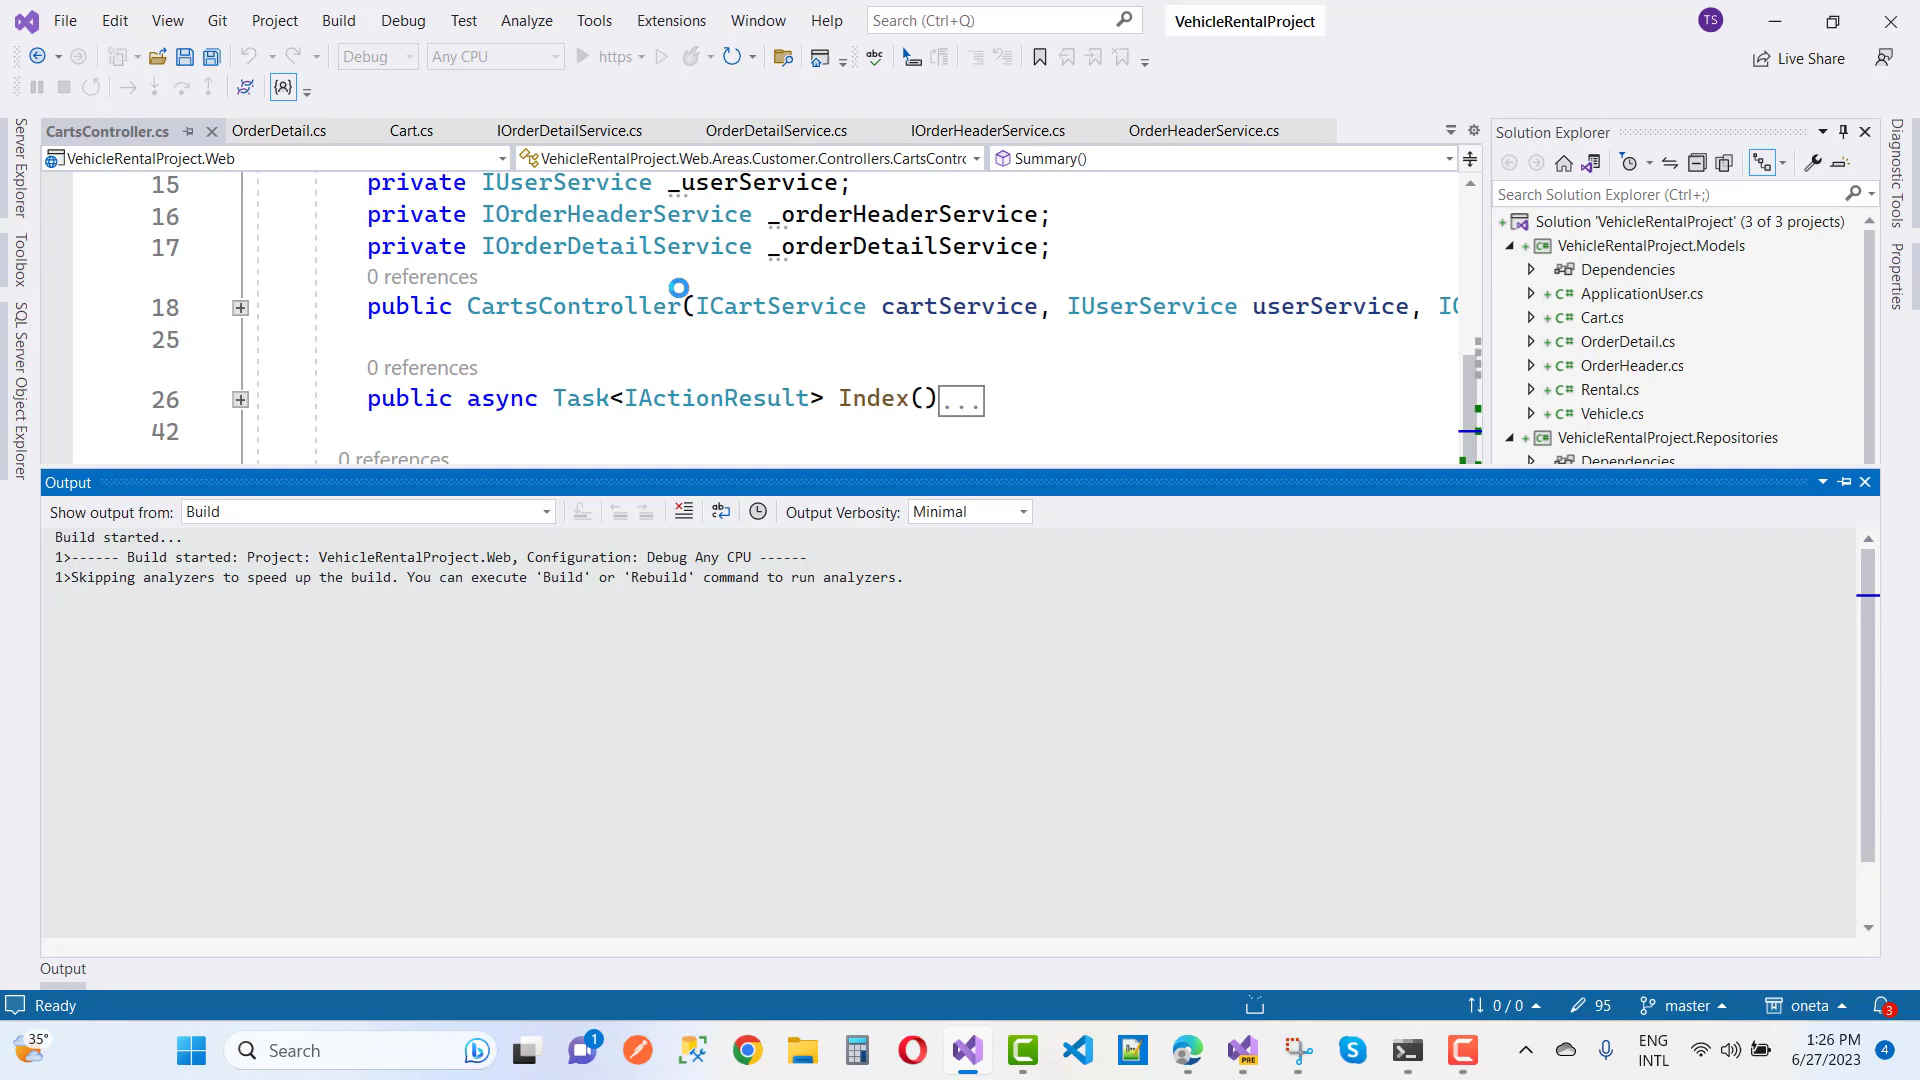 File Edit View Git Project Build Debug Test Analyze Tools Extensions Window Help Search (Ctrl+Q) VehicleRentalProject TS
Debug Any CPU https Live Share
CartsController.cs OrderDetail.cs Cart.cs IOrderDetailService.cs OrderDetailService.cs IOrderHeaderService.cs OrderHeaderService.cs
VehicleRentalProject.Web VehicleRentalProject.Web.Areas.Customer.Controllers.CartsContrc Summary()
15 private IUserService _userService;
16 private IOrderHeaderService _orderHeaderService;
17 private IOrderDetailService _orderDetailService;
0 references
18 public CartsController(ICartService cartService, IUserService userService, IO
25
0 references
26 public async Task<IActionResult> Index()...
42
0 references
Server Explorer
Toolbox
SQL Server Object Explorer
Solution Explorer
Search Solution Explorer (Ctrl+;)
Solution 'VehicleRentalProject' (3 of 3 projects)
VehicleRentalProject.Models
Dependencies
C# ApplicationUser.cs
C# Cart.cs
C# OrderDetail.cs
C# OrderHeader.cs
C# Rental.cs
C# Vehicle.cs
VehicleRentalProject.Repositories
Dependencies
Diagnostic Tools
Properties
Output
Show output from: Build Output Verbosity: Minimal
Build started...
1>------ Build started: Project: VehicleRentalProject.Web, Configuration: Debug Any CPU ------
1>Skipping analyzers to speed up the build. You can execute 'Build' or 'Rebuild' command to run analyzers.
Output
Ready 0 / 0 95 master oneta 3
35° Search 1 PRE ENG INTL 1:26 PM 6/27/2023 4